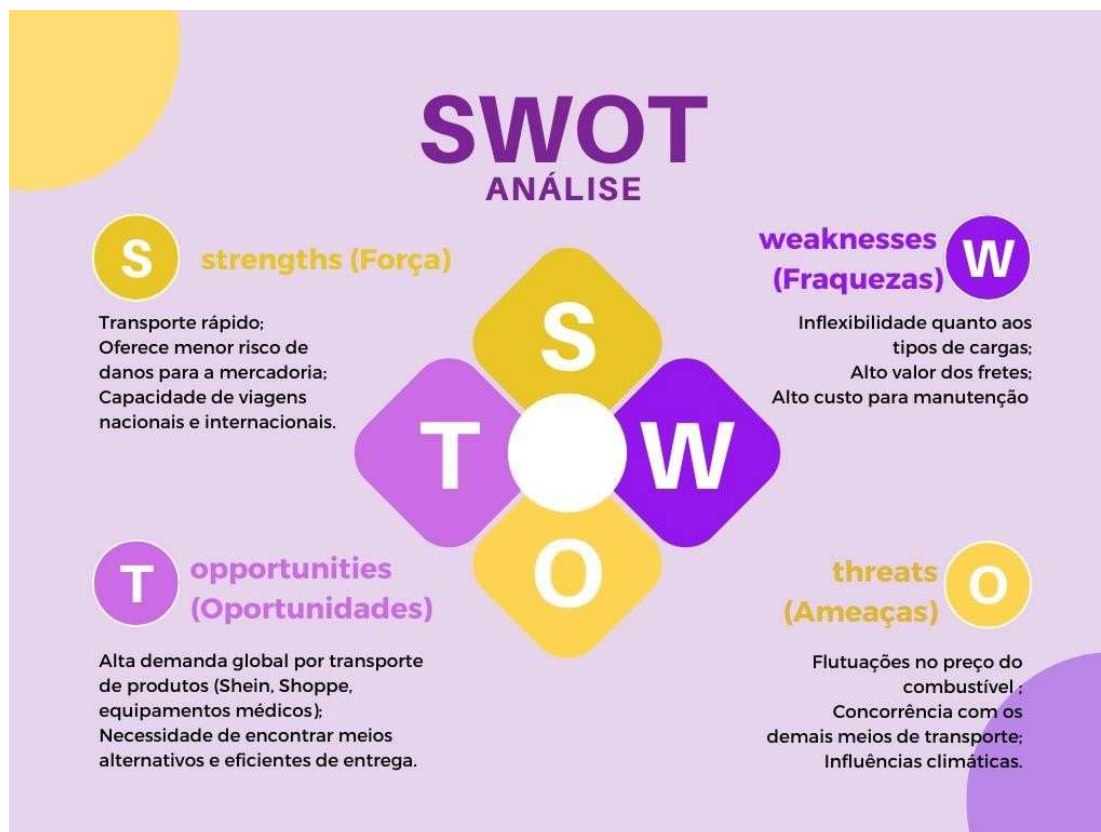 SWOT
ANÁLISE
S
strengths (Força)
Transporte rápido;
Oferece menor risco de
danos para a mercadoria;
Capacidade de viagens
nacionais e internacionais.
weaknesses
(Fraquezas)
W
Inflexibilidade quanto aos
tipos de cargas;
Alto valor dos fretes;
Alto custo para manutenção
S
T
W
O
T
opportunities
(Oportunidades)
Alta demanda global por transporte
de produtos (Shein, Shoppe,
equipamentos médicos);
Necessidade de encontrar meios
alternativos e eficientes de entrega.
threats
(Ameaças)
O
Flutuações no preço do
combustível ;
Concorrência com os
demais meios de transporte;
Influências climáticas.